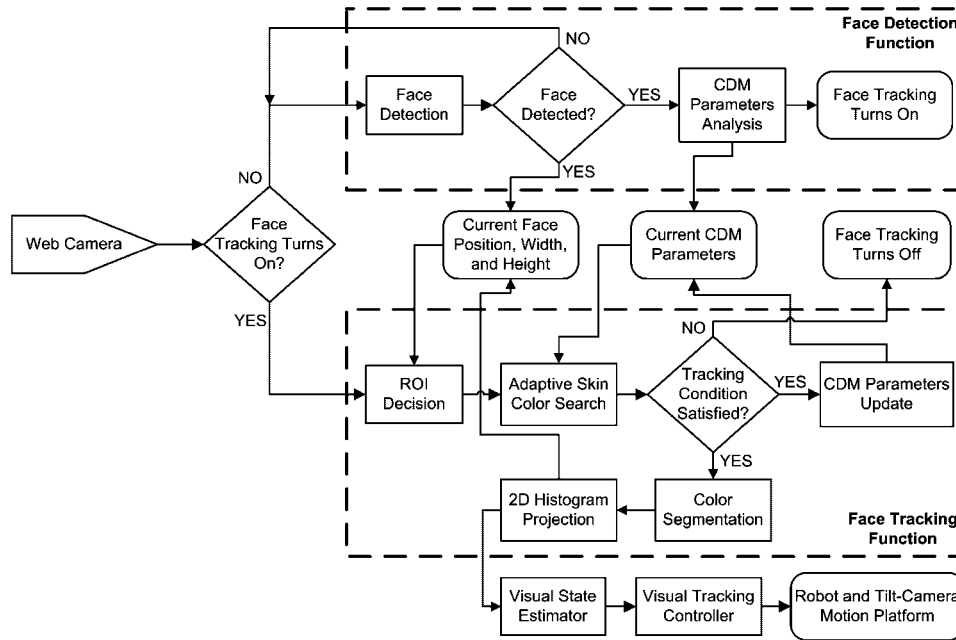 Face Detection
Function
NO
Face
Detection
Face
Detected?
YES
CDM
Parameters
Analysis
Face Tracking
Turns On
YES
NO
Web Camera
Face
Tracking Turns
On?
Current Face
Position, Width,
and Height
Current CDM
Parameters
Face Tracking
Turns Off
YES
NO
ROI
Decision
Adaptive Skin
Color Search
Tracking
Condition
Satisfied?
YES
CDM Parameters
Update
YES
2D Histogram
Projection
Color
Segmentation
Face Tracking
Function
Visual State
Estimator
Visual Tracking
Controller
Robot and Tilt-Camera
Motion Platform